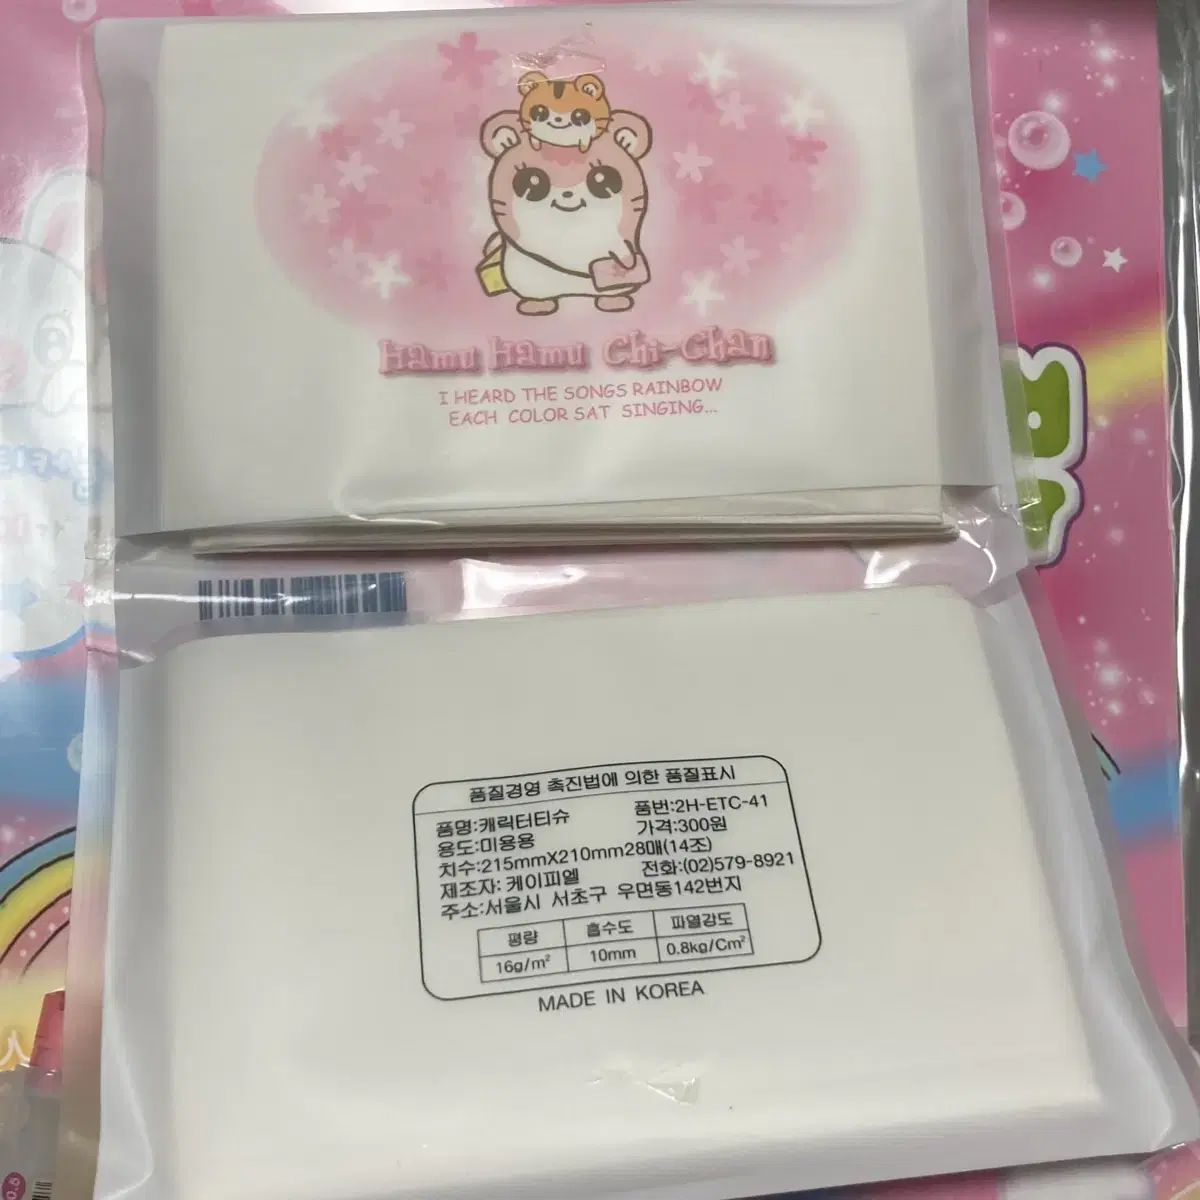 Hamu Hamu Chi-Chan
I HEARD THE SONGS RAINBOW
EACH COLOR SAT SINGING...
품질경영 촉진법에 의한 품질표시
품명:캐릭터티슈 품번:2H-ETC-41
용도:미용용 가격:300원
치수:215mmX210mm28매(14조)
제조자: 케이피엘 전화:(02)579-8921
주소:서울시 서초구 우면동142번지
평량 흡수도 파열강도
16g/m² 10mm 0.8kg/Cm²
MADE IN KOREA
0.5